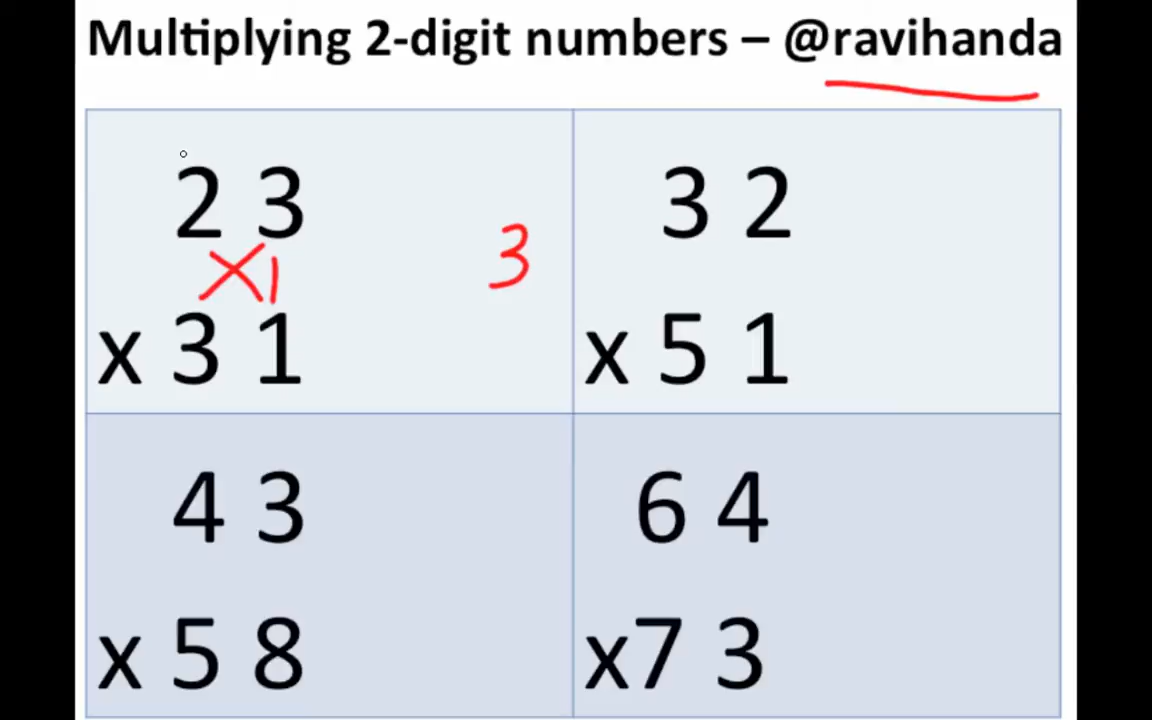 Multiplying 2-digit numbers – @ravihanda
2 3
x 3 1
3
3 2
x 5 1
4 3
x 5 8
6 4
x7 3